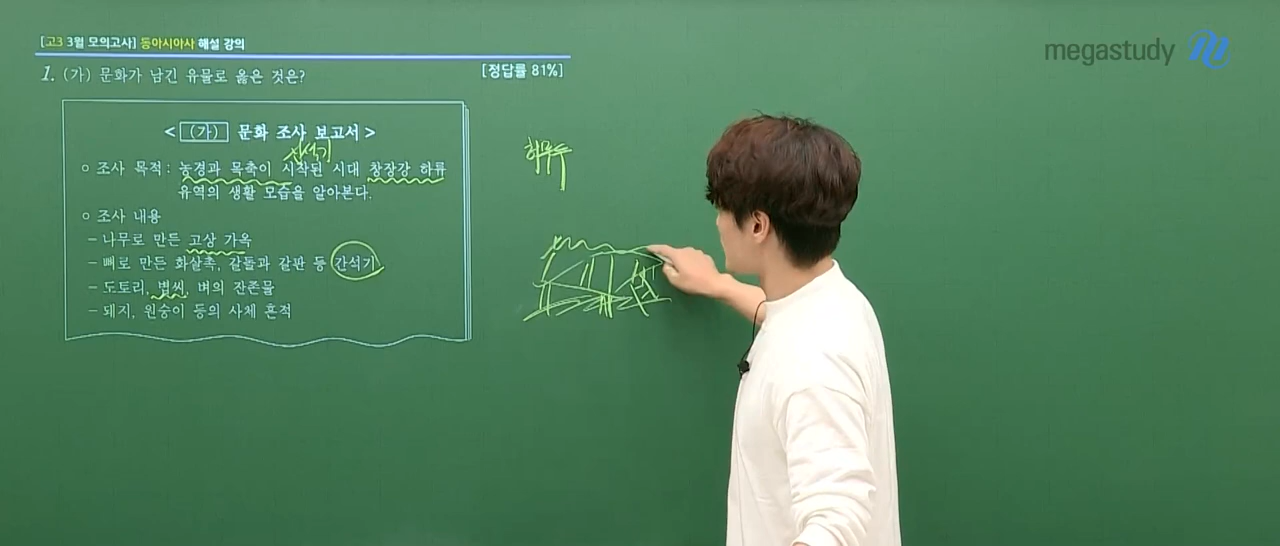 [고3 3월 모의고사] 동아시아사 해설 강의
megastudy
1. (가) 문화가 남긴 유물로 옳은 것은?
[정답률 81%]
< (가) 문화 조사 보고서 >
신석기
○ 조사 목적: 농경과 목축이 시작된 시대 창장강 하류
유역의 생활 모습을 알아본다.
○ 조사 내용
- 나무로 만든 고상 가옥
- 뼈로 만든 화살촉, 갈돌과 갈판 등 간석기
- 도토리, 볍씨, 벼의 잔존물
- 돼지, 원숭이 등의 사체 흔적